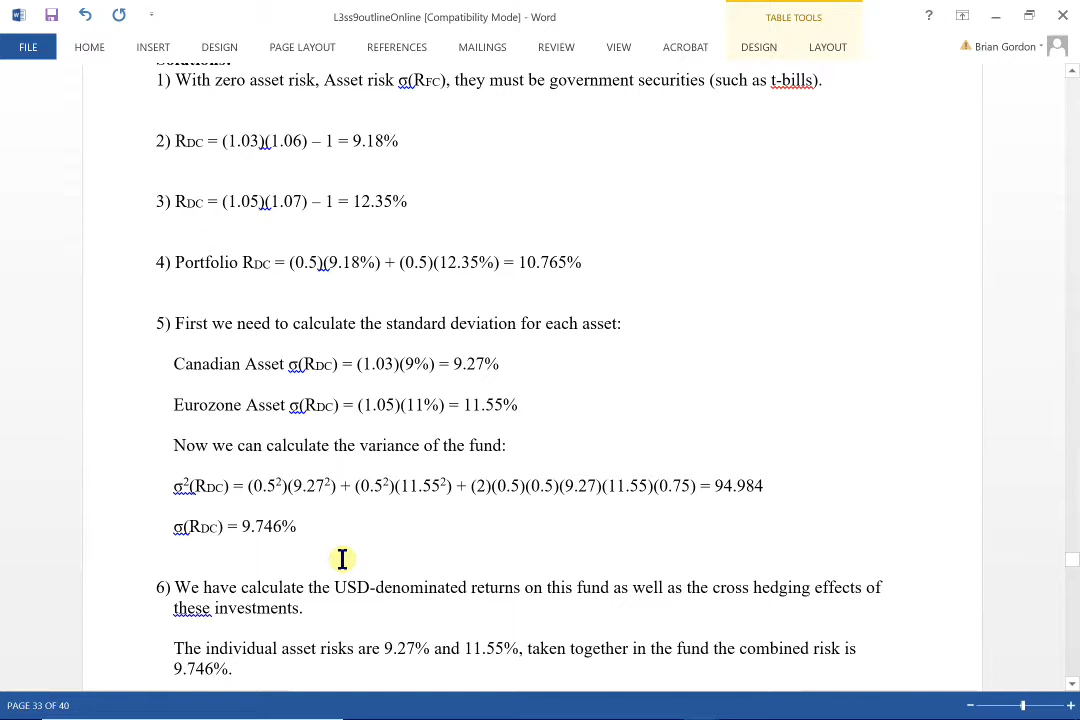 L3ss9outlineOnline [Compatibility Mode] - Word
TABLE TOOLS
FILE HOME INSERT DESIGN PAGE LAYOUT REFERENCES MAILINGS REVIEW VIEW ACROBAT DESIGN LAYOUT Brian Gordon
Solutions:
1) With zero asset risk, Asset risk σ(RFC), they must be government securities (such as t-bills).
2) RDC = (1.03)(1.06) – 1 = 9.18%
3) RDC = (1.05)(1.07) – 1 = 12.35%
4) Portfolio RDC = (0.5)(9.18%) + (0.5)(12.35%) = 10.765%
5) First we need to calculate the standard deviation for each asset:
Canadian Asset σ(RDC) = (1.03)(9%) = 9.27%
Eurozone Asset σ(RDC) = (1.05)(11%) = 11.55%
Now we can calculate the variance of the fund:
σ²(RDC) = (0.5²)(9.27²) + (0.5²)(11.55²) + (2)(0.5)(0.5)(9.27)(11.55)(0.75) = 94.984
σ(RDC) = 9.746%
6) We have calculate the USD-denominated returns on this fund as well as the cross hedging effects of
these investments.
The individual asset risks are 9.27% and 11.55%, taken together in the fund the combined risk is
9.746%.
PAGE 33 OF 40